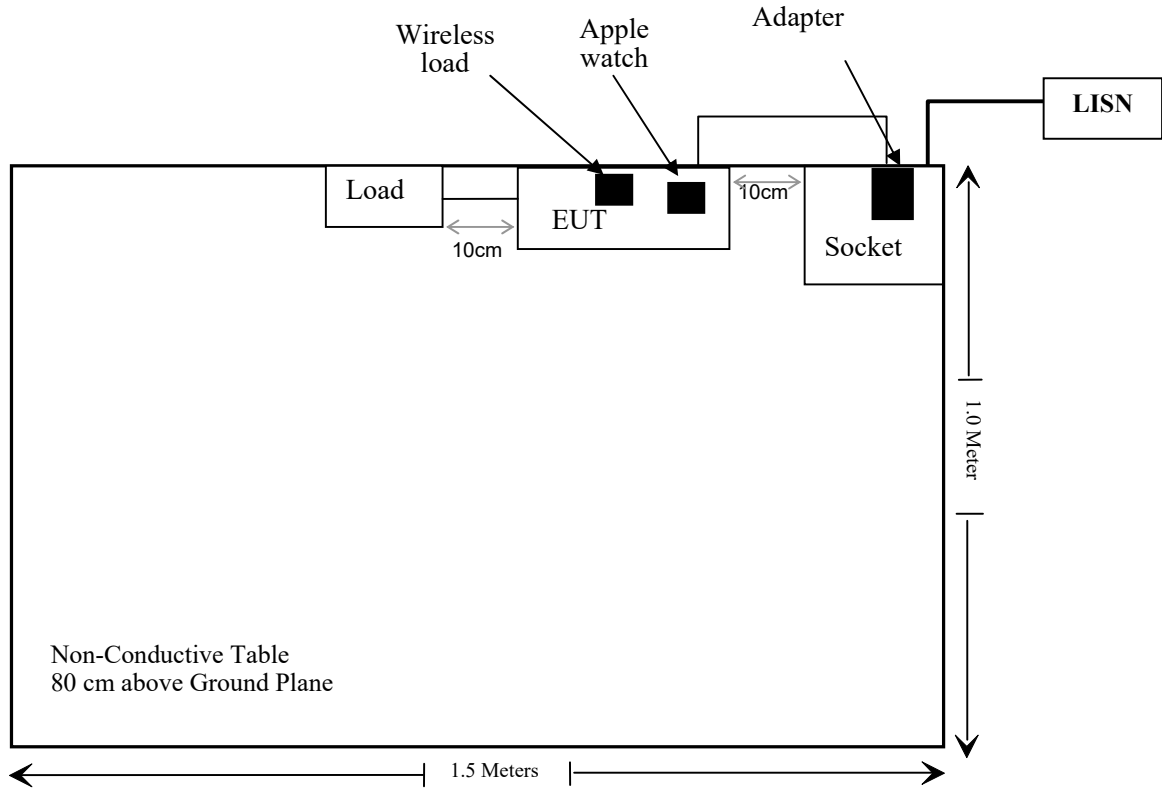 Adapter
Wireless
load
Apple
watch
LISN
Load
EUT
10cm
10cm
Socket
1.0 Meter
Non-Conductive Table
80 cm above Ground Plane
1.5 Meters